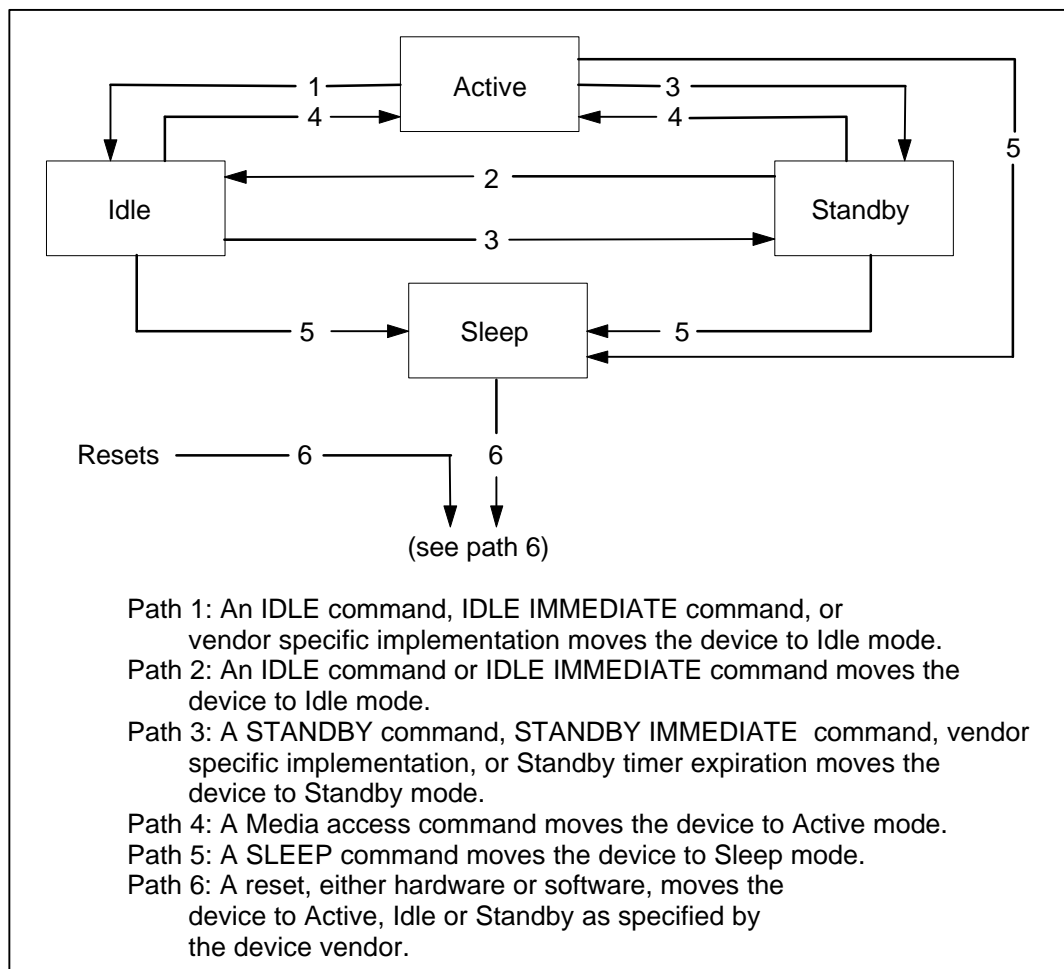 Active
1
3
4
4
5
2
Idle
Standby
3
5
Sleep
5
Resets
6
6
(see path 6)
Path 1: An IDLE command, IDLE IMMEDIATE command, or
vendor specific implementation moves the device to Idle mode.
Path 2: An IDLE command or IDLE IMMEDIATE command moves the
device to Idle mode.
Path 3: A STANDBY command, STANDBY IMMEDIATE  command, vendor
specific implementation, or Standby timer expiration moves the
device to Standby mode.
Path 4: A Media access command moves the device to Active mode.
Path 5: A SLEEP command moves the device to Sleep mode.
Path 6: A reset, either hardware or software, moves the
device to Active, Idle or Standby as specified by
the device vendor.